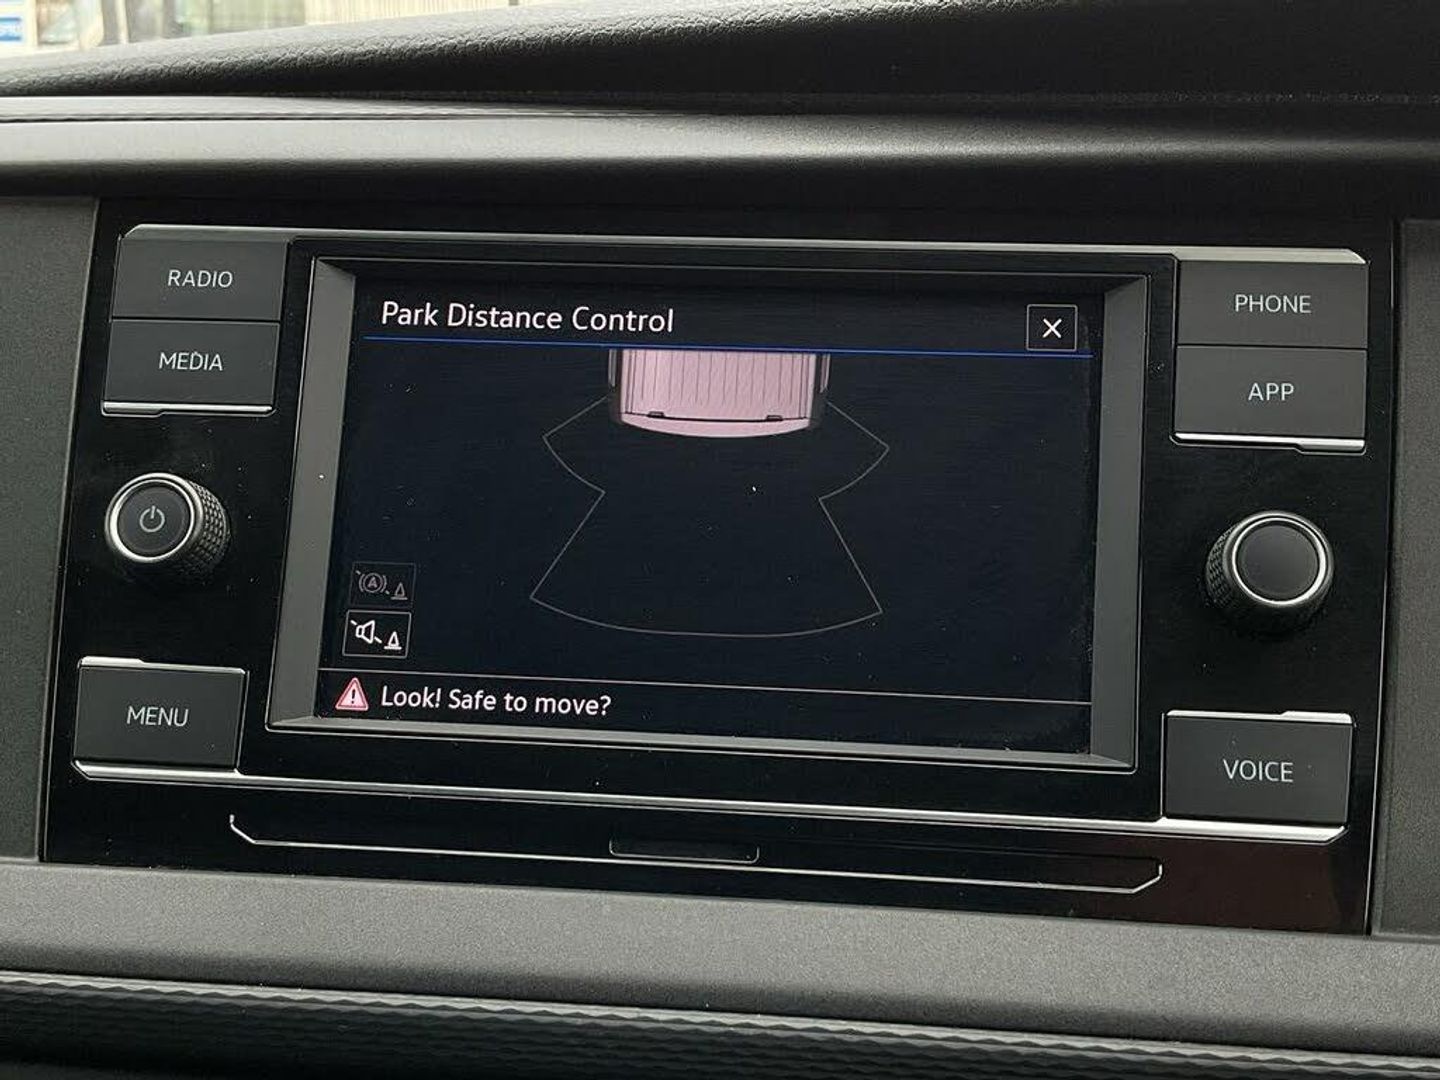 RADIO
MEDIA
MENU
Park Distance Control
Look! Safe to move?
PHONE
APP
VOICE